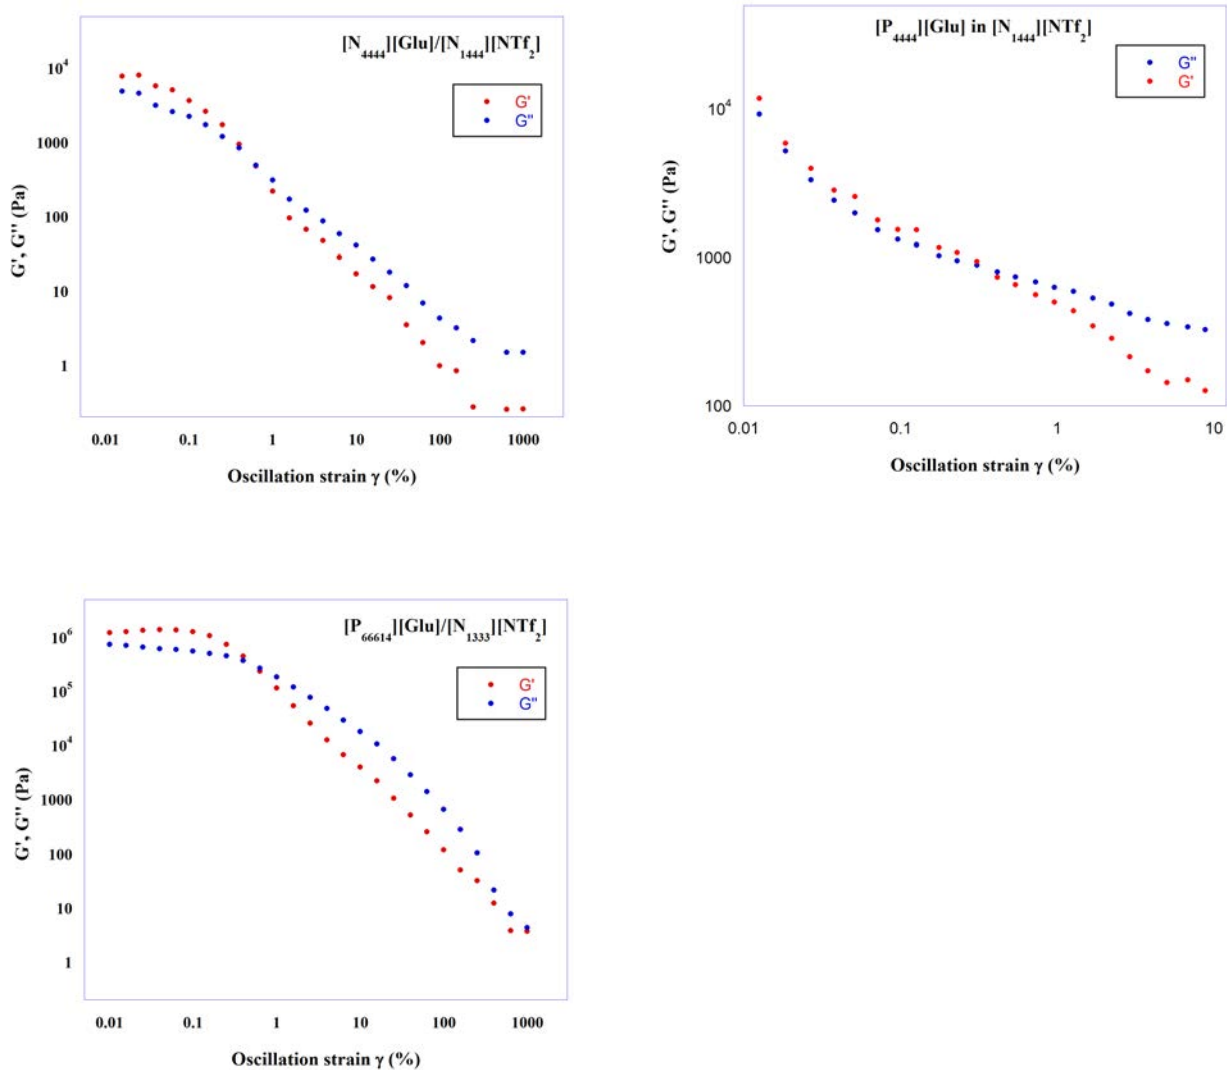 [N4444][Glu]/[N1444][NTf2]
G'
G''
G', G'' (Pa)
10^4
1000
100
10
1
0.01 0.1 1 10 100 1000
Oscillation strain γ (%)
[P4444][Glu] in [N1444][NTf2]
G''
G'
G', G'' (Pa)
10^4
1000
100
0.01 0.1 1 10
Oscillation strain γ (%)
[P66614][Glu]/[N1333][NTf2]
G'
G''
G', G'' (Pa)
10^6
10^5
10^4
1000
100
10
1
0.01 0.1 1 10 100 1000
Oscillation strain γ (%)